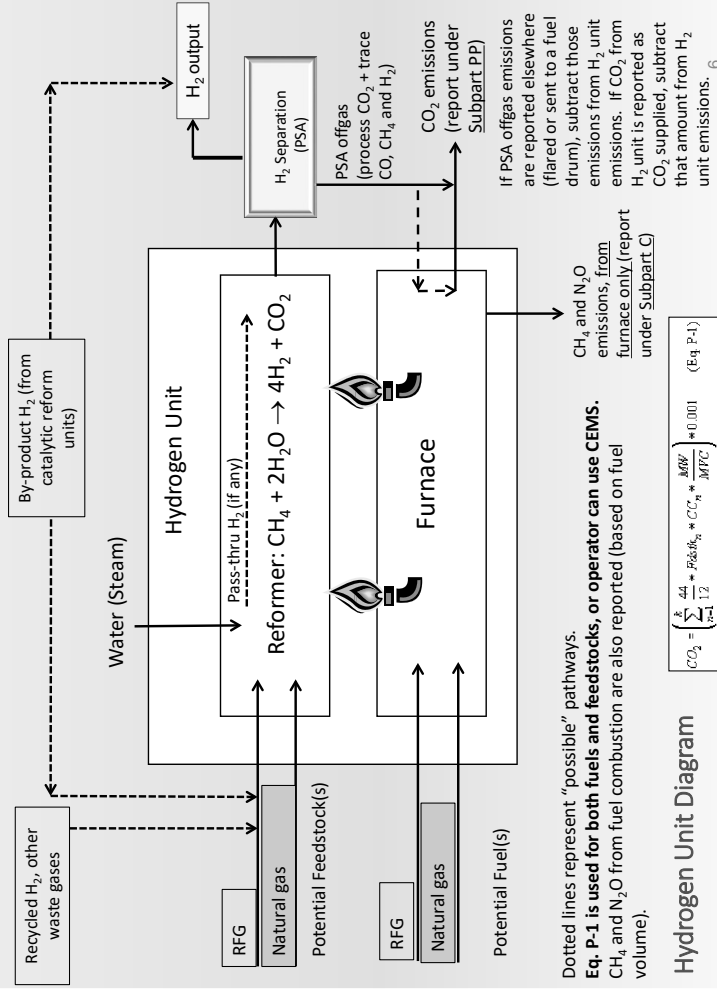 By-product H₂ (from
catalytic reform
units)
Recycled H₂, other
waste gases
Water (Steam)
H₂ output
Hydrogen Unit
Pass-thru H₂ (if any)
Reformer: CH₄ + 2H₂O → 4H₂ + CO₂
H₂ Separation
(PSA)
RFG
Natural gas
Potential Feedstock(s)
PSA offgas
(process CO₂ + trace
CO, CH₄ and H₂)
Furnace
CO₂ emissions
(report under
Subpart PP)
RFG
Natural gas
Potential Fuel(s)
CH₄ and N₂O
emissions, from
furnace only (report
under Subpart C)
If PSA offgas emissions
are reported elsewhere
(flared or sent to a fuel
drum), subtract those
emissions from H₂ unit
emissions. If CO₂ from
H₂ unit is reported as
CO₂ supplied, subtract
that amount from H₂
unit emissions.
Dotted lines represent “possible” pathways.
Eq. P-1 is used for both fuels and feedstocks, or operator can use CEMS.
CH₄ and N₂O from fuel combustion are also reported (based on fuel
volume).
Hydrogen Unit Diagram
CO₂ = (∑ₙ₌₁ᵏ 44/12 * Fdstkₙ * CCₙ * MW/MVC) * 0.001 (Eq. P-1)
6